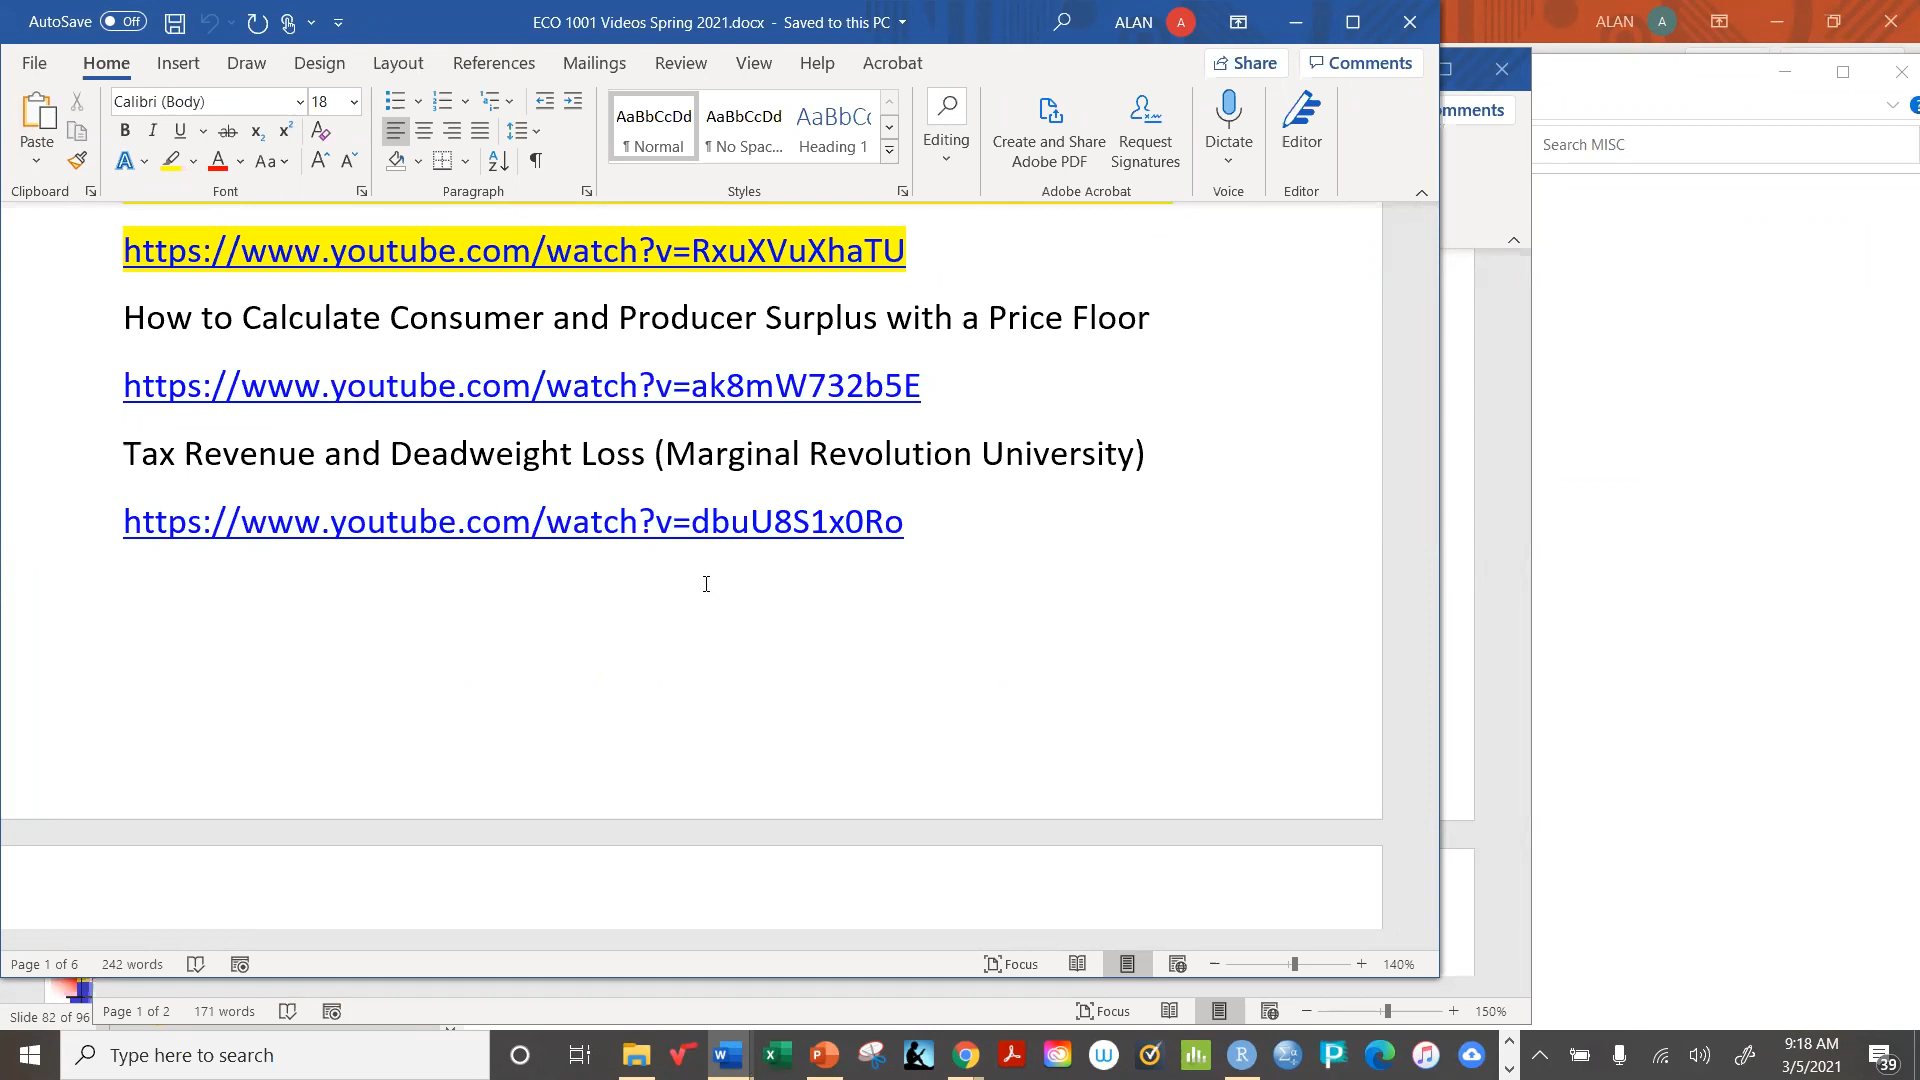 AutoSave Off
ECO 1001 Videos Spring 2021.docx - Saved to this PC
ALAN A
ALAN A
File Home Insert Draw Design Layout References Mailings Review View Help Acrobat
Share Comments
omments
Search MISC
Paste
Clipboard
Calibri (Body) 18
Font
Paragraph
AaBbCcDd AaBbCcDd AaBbCc
¶ Normal ¶ No Spac... Heading 1
Styles
Editing
Create and Share Adobe PDF
Request Signatures
Adobe Acrobat
Dictate
Voice
Editor
Editor
https://www.youtube.com/watch?v=RxuXVuXhaTU
How to Calculate Consumer and Producer Surplus with a Price Floor
https://www.youtube.com/watch?v=ak8mW732b5E
Tax Revenue and Deadweight Loss (Marginal Revolution University)
https://www.youtube.com/watch?v=dbuU8S1x0Ro
Page 1 of 6 242 words
Focus
140%
Slide 82 of 96
Page 1 of 2 171 words
Focus
150%
Type here to search
9:18 AM
3/5/2021
39